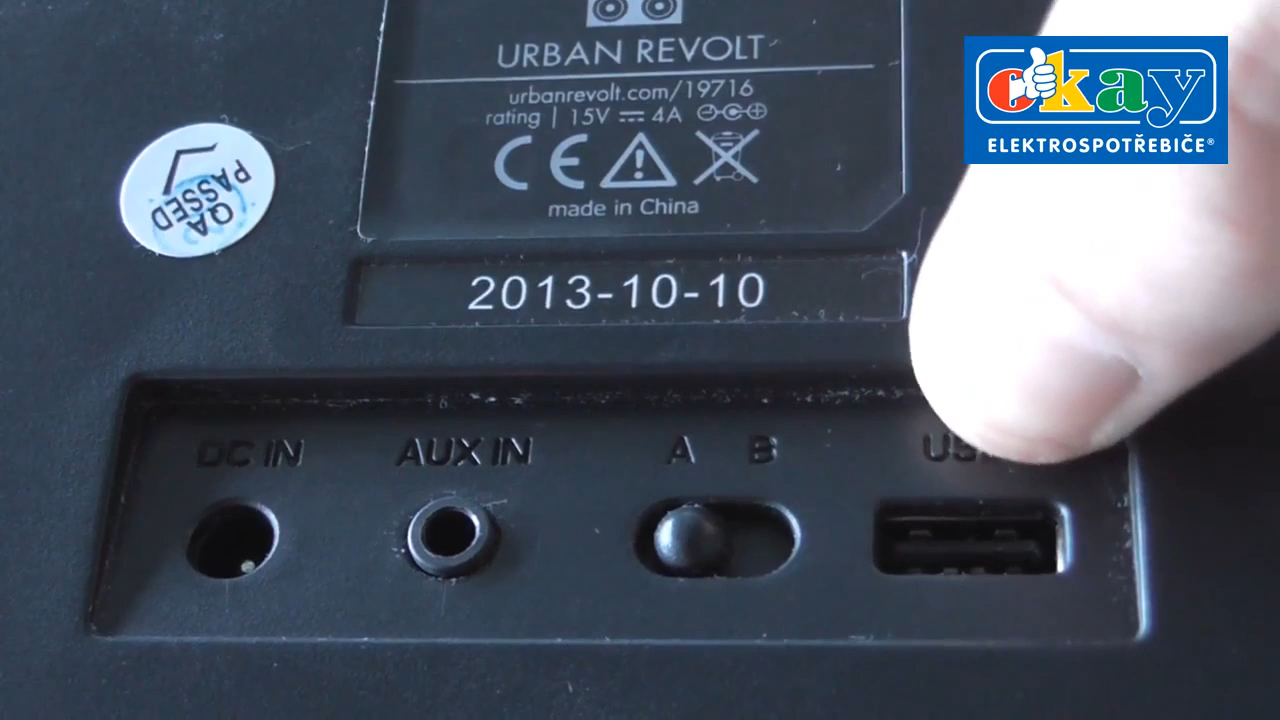 URBAN REVOLT
urbanrevolt.com/19716
rating | 15V ⎓ 4A
CE
made in China
QA
PASSED
2013-10-10
DC IN
AUX IN
A B
okay
ELEKTROSPOTŘEBIČE®